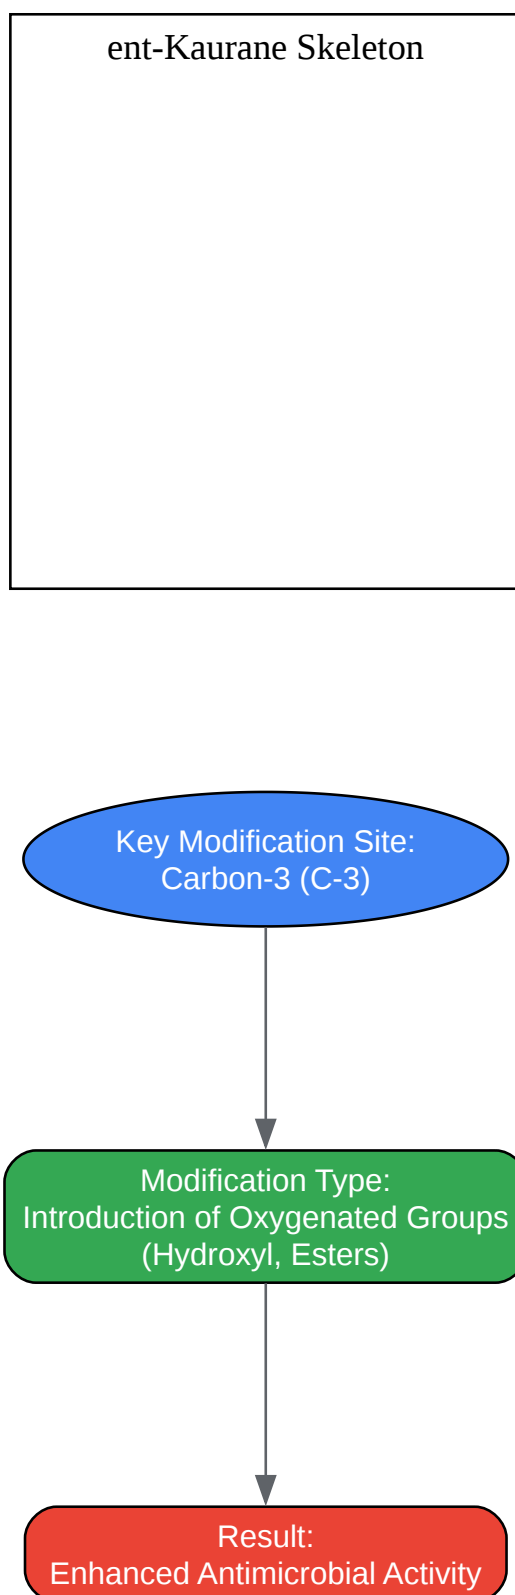 ent-Kaurane Skeleton
Key Modification Site:
Carbon-3 (C-3)
Modification Type:
Introduction of Oxygenated Groups
(Hydroxyl, Esters)
Result:
Enhanced Antimicrobial Activity